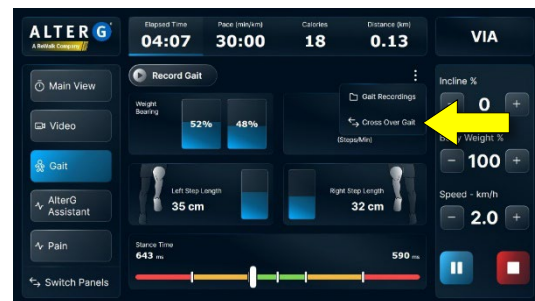 ALTER G
A ReWalk Company
Elapsed Time
04:07
Pace (min/km)
30:00
Calories
18
Distance (km)
0.13
VIA
Main View
Video
Gait
AlterG
Assistant
Pain
Switch Panels
Record Gait
Gait Recordings
Cross Over Gait
Weight
Bearing
52%
48%
(Steps/Min)
Left Step Length
35 cm
Right Step Length
32 cm
Stance Time
643 ms
590 ms
Incline %
- 0 +
Weight %
- 100 +
Speed - km/h
- 2.0 +